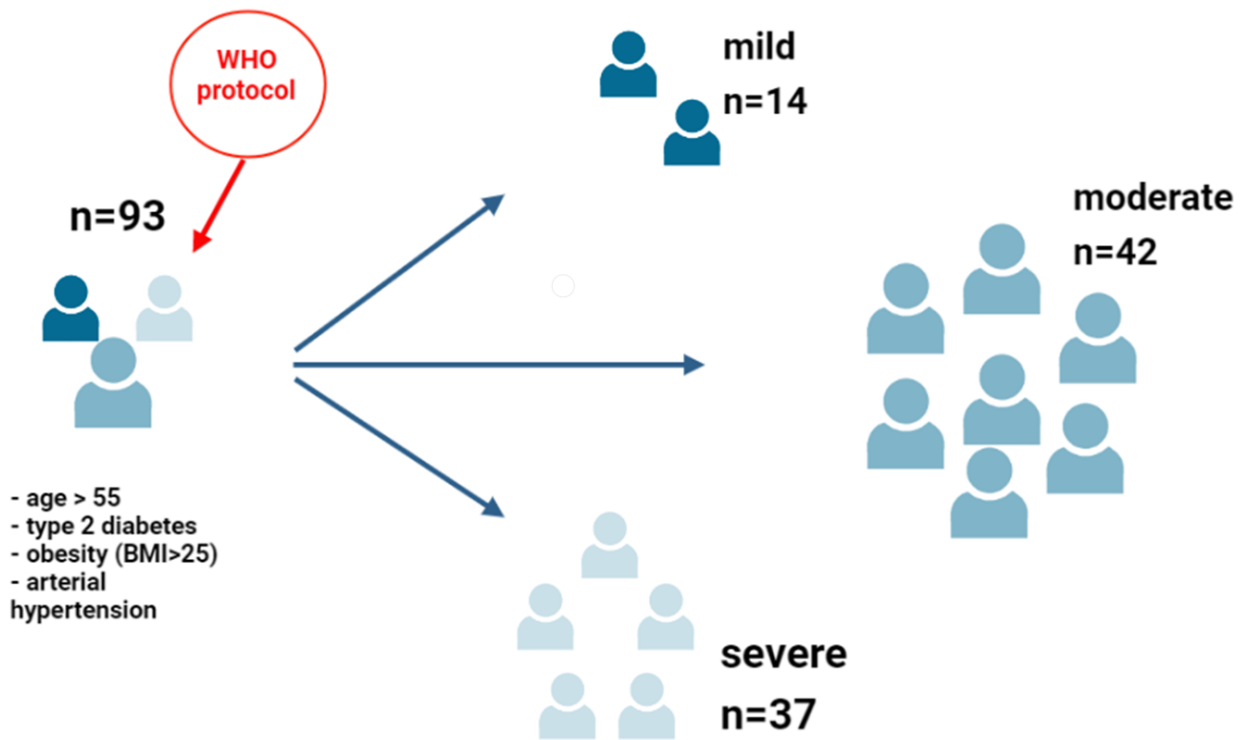 WHO
protocol
n=93
- age > 55
- type 2 diabetes
- obesity (BMI>25)
- arterial
hypertension
mild
n=14
moderate
n=42
severe
n=37